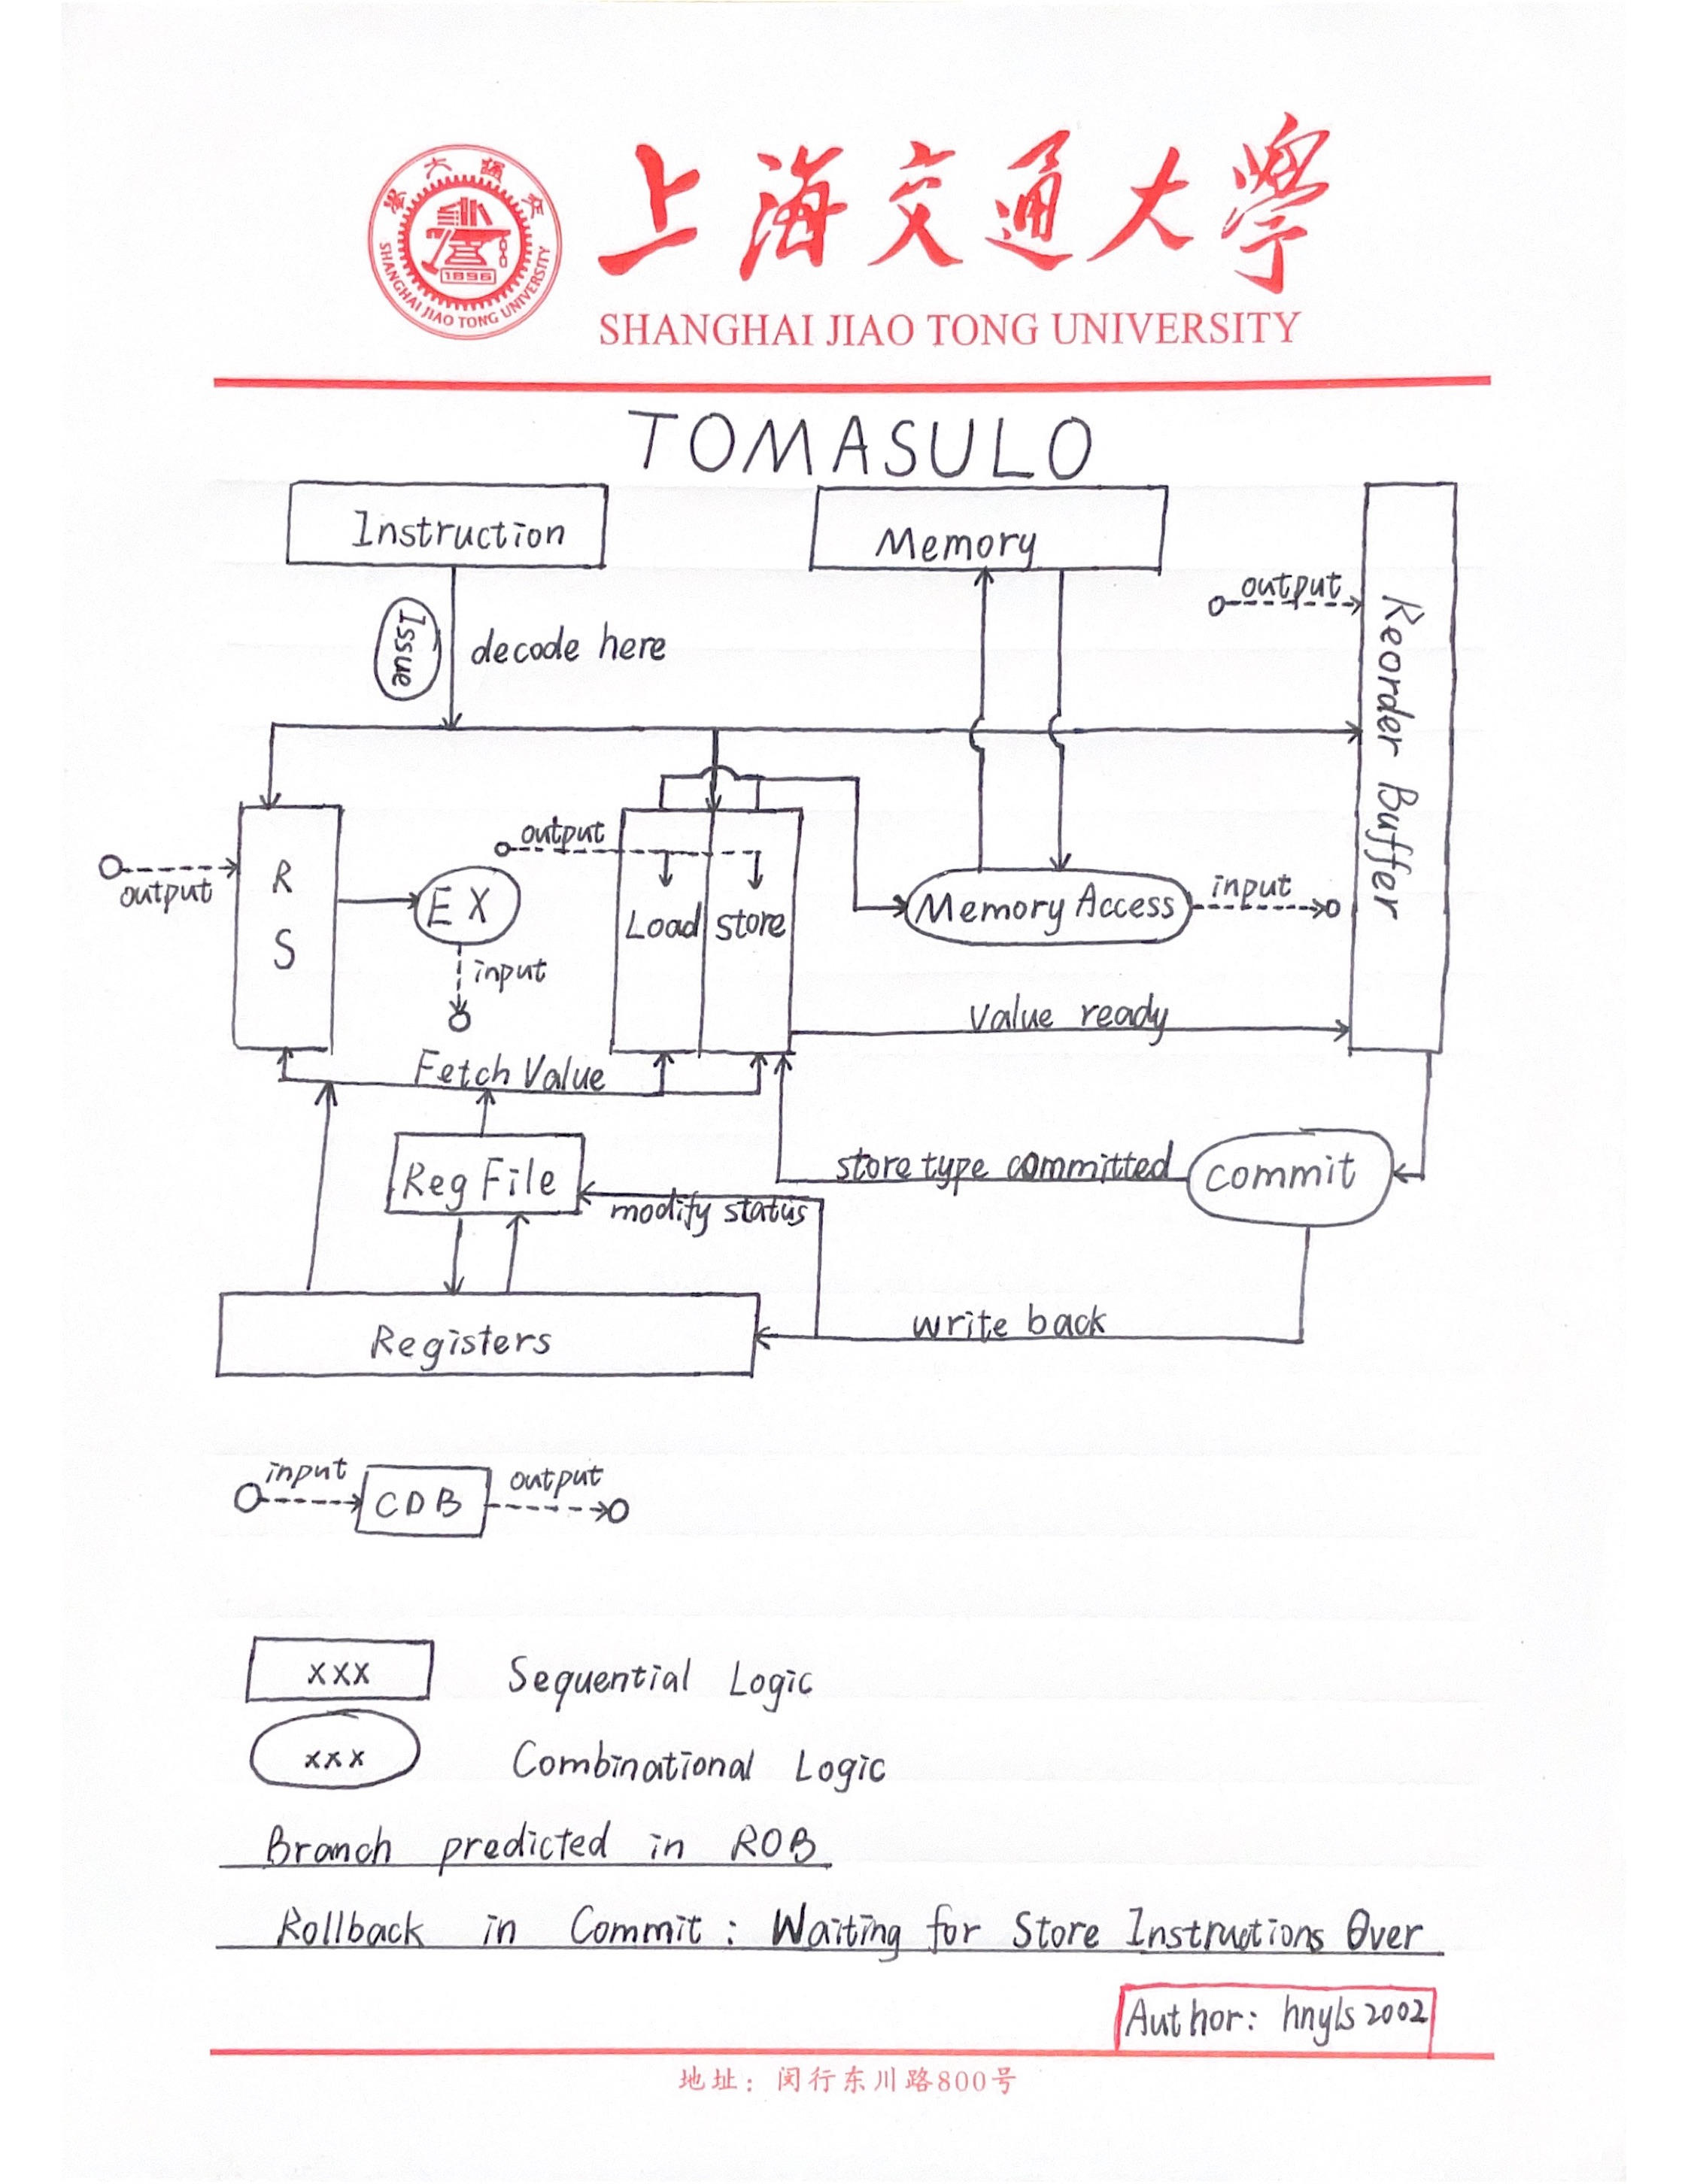 上海交通大學
SHANGHAI JIAO TONG UNIVERSITY
學大通交
1896
SHANGHAI JIAO TONG UNIVERSITY
TOMASULO
Instruction
Memory
output
Issue
decode here
Reorder Buffer
output
output
R
S
EX
Load
store
Memory Access
input
input
Value ready
Fetch Value
Reg File
store type committed
commit
modify status
Registers
write back
input
CDB
output
xxx Sequential Logic
xxx Combinational Logic
Branch predicted in ROB
Rollback in Commit : Waiting for Store Instructions Over
Author: hnyls2002
地址：闵行东川路800号